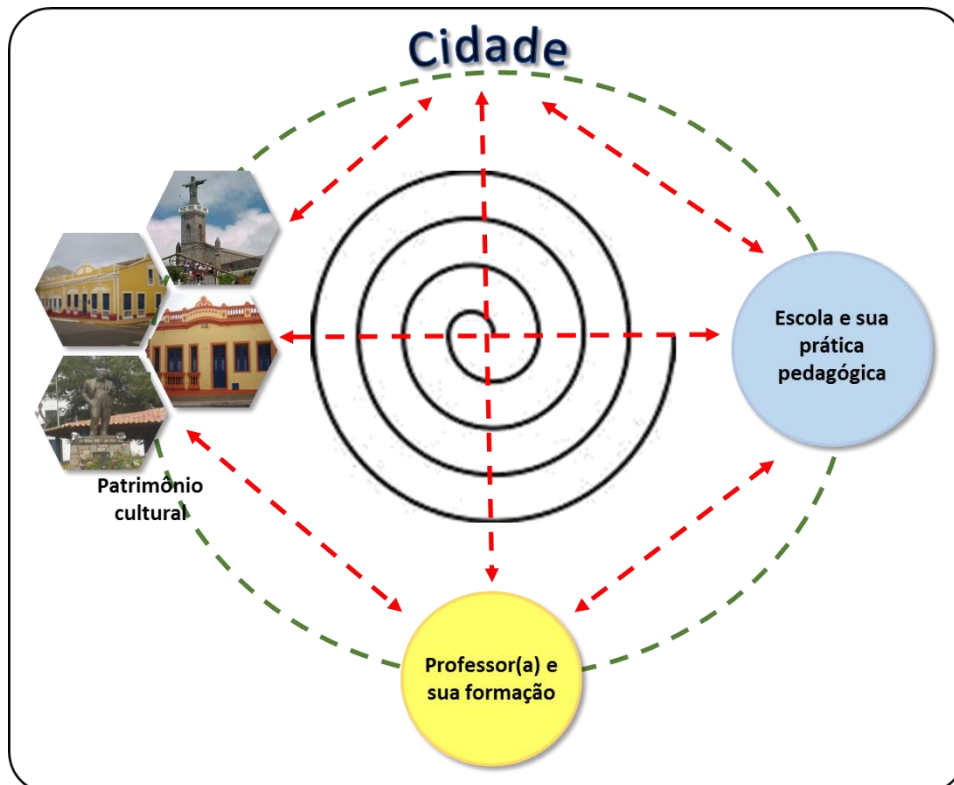 Cidade
Escola e sua
prática
pedagógica
Patrimônio
cultural
Professor(a) e
sua formação